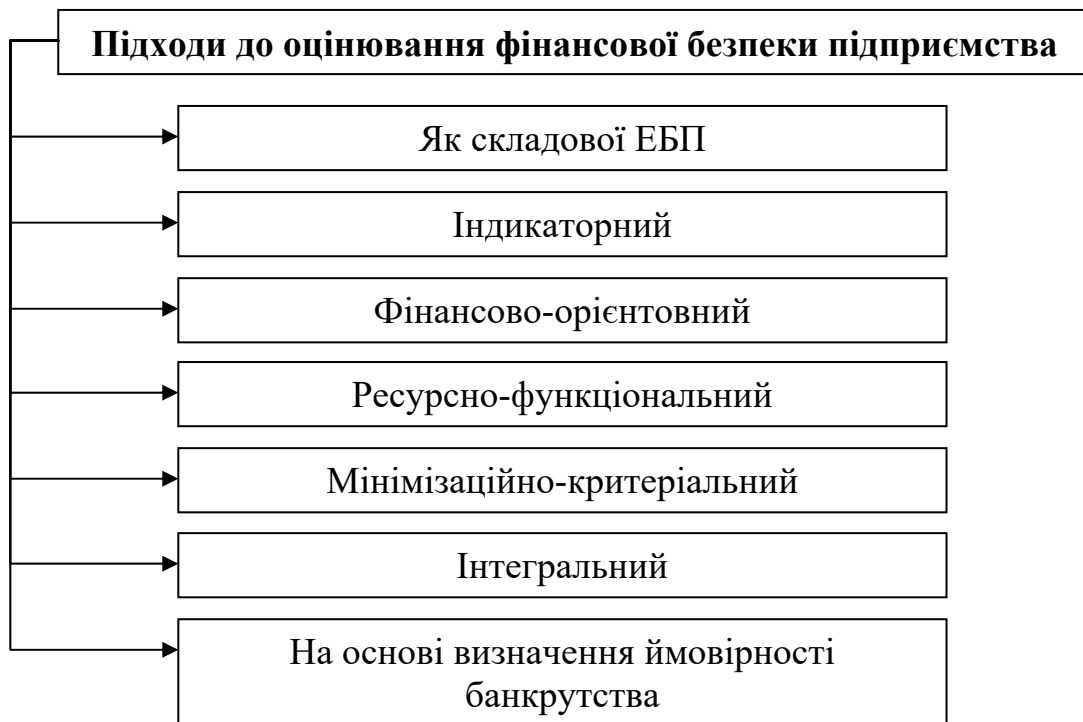 Підходи до оцінювання фінансової безпеки підприємства
Як складової ЕБП
Індикаторний
Фінансово-орієнтовний
Ресурсно-функціональний
Мінімізаційно-критеріальний
Інтегральний
На основі визначення ймовірності
банкрутства